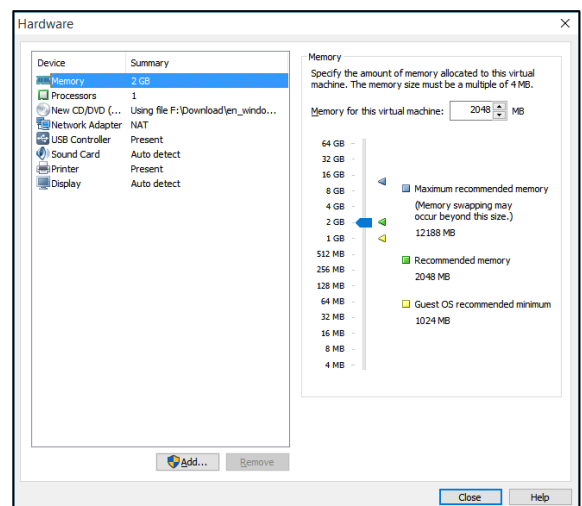 Hardware
Device Summary
Memory 2 GB
Processors 1
New CD/DVD (... Using file F:\Download\en_windo...
Network Adapter NAT
USB Controller Present
Sound Card Auto detect
Printer Present
Display Auto detect
Add...
Remove
Memory
Specify the amount of memory allocated to this virtual
machine. The memory size must be a multiple of 4 MB.
Memory for this virtual machine: 2048 MB
64 GB
32 GB
16 GB
8 GB
4 GB
2 GB
1 GB
512 MB
256 MB
128 MB
64 MB
32 MB
16 MB
8 MB
4 MB
Maximum recommended memory
(Memory swapping may
occur beyond this size.)
12188 MB
Recommended memory
2048 MB
Guest OS recommended minimum
1024 MB
Close
Help